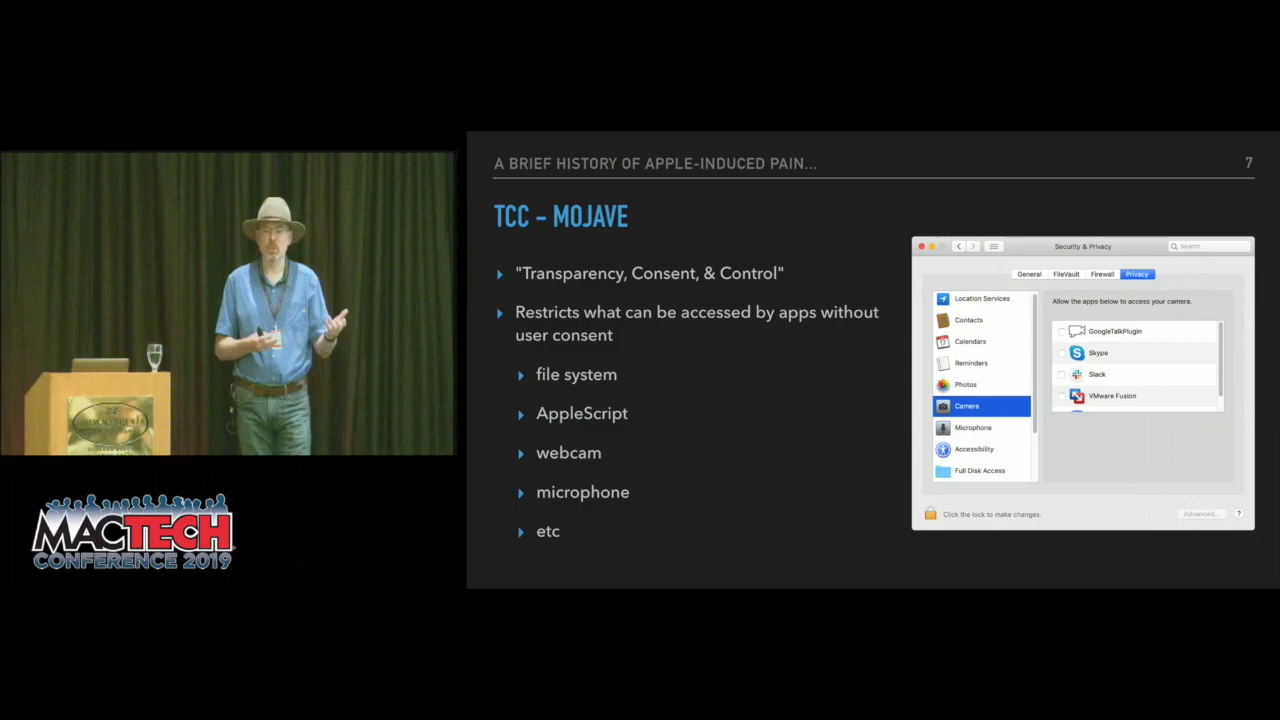 A BRIEF HISTORY OF APPLE-INDUCED PAIN...
7
TCC – MOJAVE
"Transparency, Consent, & Control"
Restricts what can be accessed by apps without
user consent
file system
AppleScript
webcam
microphone
etc
Security & Privacy
Search
General
FileVault
Firewall
Privacy
Location Services
Contacts
Calendars
Reminders
Photos
Camera
Microphone
Accessibility
Full Disk Access
Allow the apps below to access your camera.
GoogleTalkPlugin
Skype
Slack
VMware Fusion
Click the lock to make changes.
Advanced...
?
MACTECH
CONFERENCE 2019